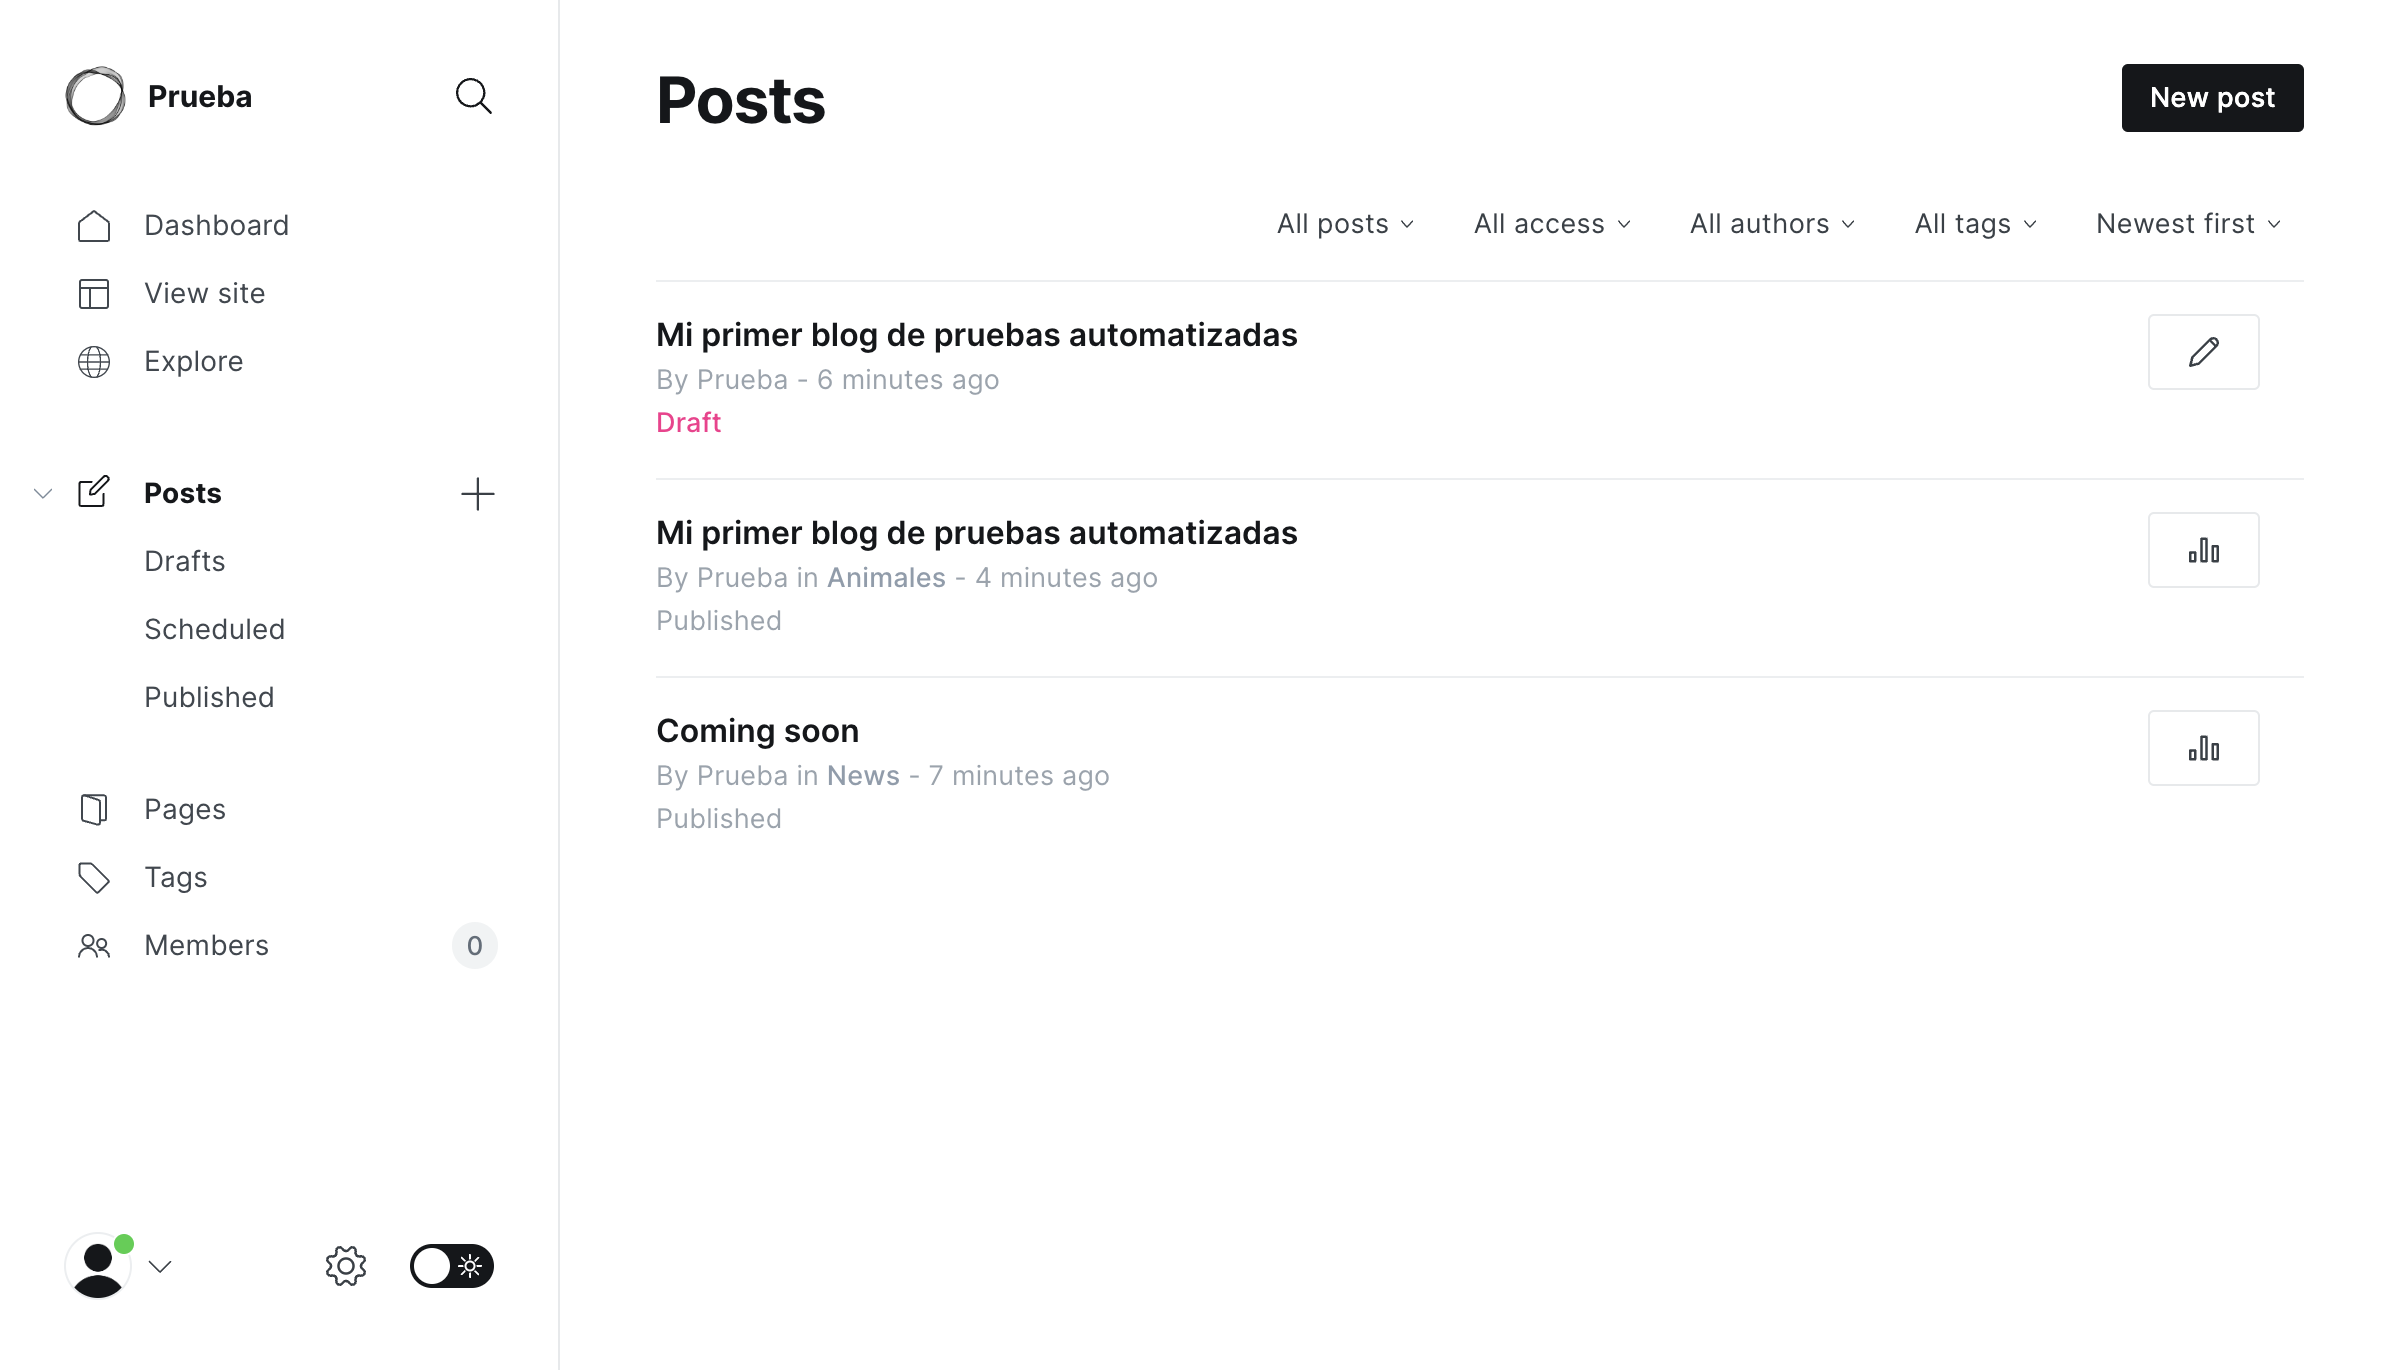 Prueba
Dashboard
View site
Explore
Posts
Drafts
Scheduled
Published
Pages
Tags
Members 0
Posts
New post
All posts All access All authors All tags Newest first
Mi primer blog de pruebas automatizadas
By Prueba - 6 minutes ago
Draft
Mi primer blog de pruebas automatizadas
By Prueba in Animales - 4 minutes ago
Published
Coming soon
By Prueba in News - 7 minutes ago
Published